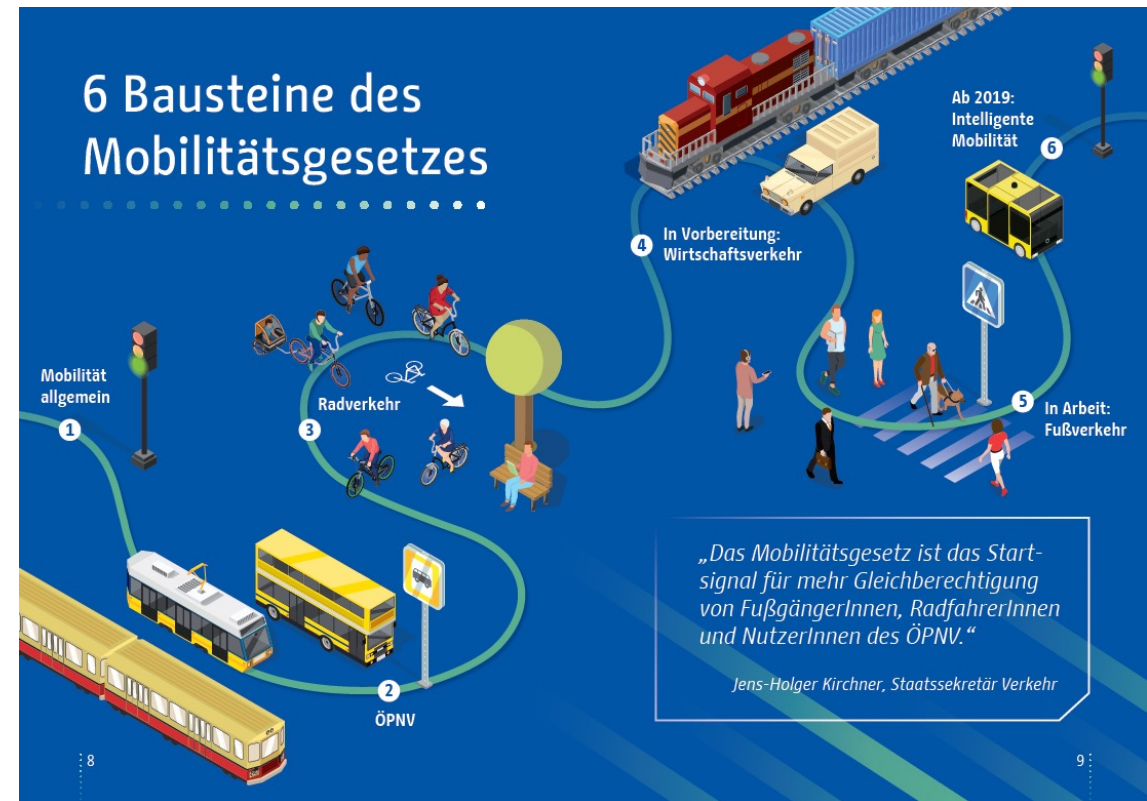 6 Bausteine des
Mobilitätsgesetzes
Mobilität
allgemein
1
2
ÖPNV
Radverkehr
3
4
In Vorbereitung:
Wirtschaftsverkehr
5
In Arbeit:
Fußverkehr
Ab 2019:
Intelligente
Mobilität
6
„Das Mobilitätsgesetz ist das Start-
signal für mehr Gleichberechtigung
von FußgängerInnen, RadfahrerInnen
und NutzerInnen des ÖPNV.“
Jens-Holger Kirchner, Staatssekretär Verkehr
8
9